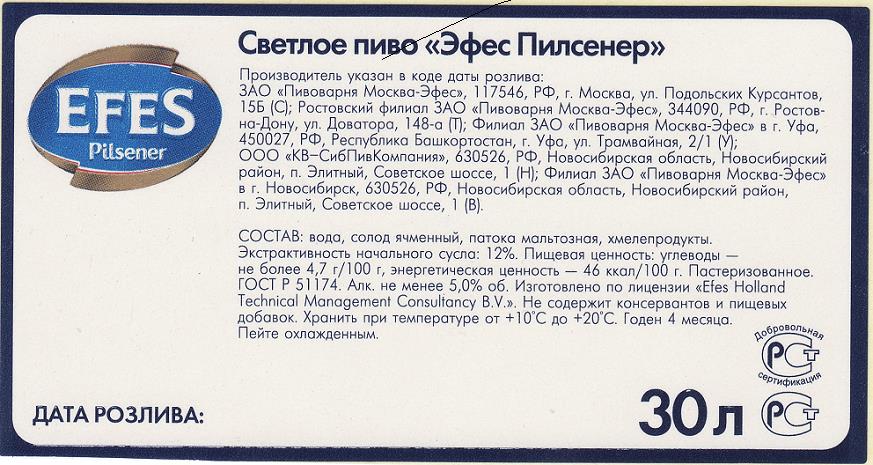 Светлое пиво «Эфес Пилсенер»
EFES
Pilsener
Производитель указан в коде даты розлива:
ЗАО «Пивоварня Москва-Эфес», 117546, РФ, г. Москва, ул. Подольских Курсантов,
15Б (С); Ростовский филиал ЗАО «Пивоварня Москва-Эфес», 344090, РФ, г. Ростов-
на-Дону, ул. Доватора, 148-а (Т); Филиал ЗАО «Пивоварня Москва-Эфес» в г. Уфа,
450027, РФ, Республика Башкортостан, г. Уфа, ул. Трамвайная, 2/1 (У);
ООО «КВ–СибПивКомпания», 630526, РФ, Новосибирская область, Новосибирский
район, п. Элитный, Советское шоссе, 1 (Н); Филиал ЗАО «Пивоварня Москва-Эфес»
в г. Новосибирск, 630526, РФ, Новосибирская область, Новосибирский район,
п. Элитный, Советское шоссе, 1 (В).
СОСТАВ: вода, солод ячменный, патока мальтозная, хмелепродукты.
Экстрактивность начального сусла: 12%. Пищевая ценность: углеводы —
не более 4,7 г/100 г, энергетическая ценность — 46 ккал/100 г. Пастеризованное.
ГОСТ Р 51174. Алк. не менее 5,0% об. Изготовлено по лицензии «Efes Holland
Technical Management Consultancy B.V.». Не содержит консервантов и пищевых
добавок. Хранить при температуре от +10°С до +20°С. Годен 4 месяца.
Пейте охлажденным.
Добровольная
РСТ
сертификация
ДАТА РОЗЛИВА:
30 л
РСТ